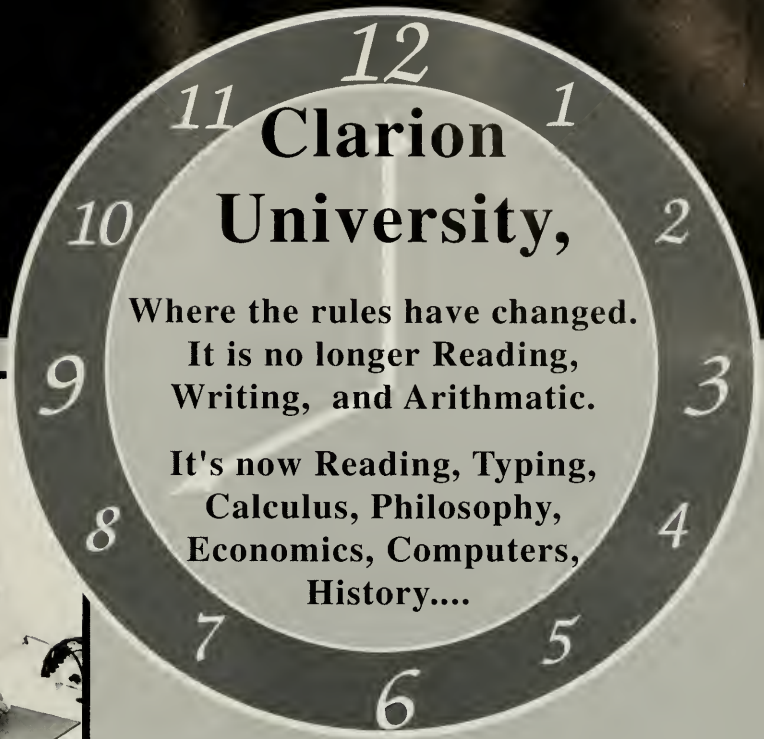 12
11
1
Clarion
10
University,
2
Where the rules have changed.
It is no longer Reading,
9
Writing, and Arithmatic.
3
It's now Reading, Typing,
8
Calculus, Philosophy,
4
Economics, Computers,
History....
7
5
6